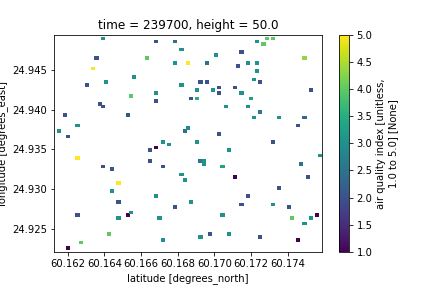 time = 239700, height = 50.0
24.945
24.940
24.935
24.930
24.925
longitude [degrees_east]
60.162 60.164 60.166 60.168 60.170 60.172 60.174
latitude [degrees_north]
5.0
4.5
4.0
3.5
3.0
2.5
2.0
1.5
1.0
air quality index [unitless,
1.0 to 5.0] [None]